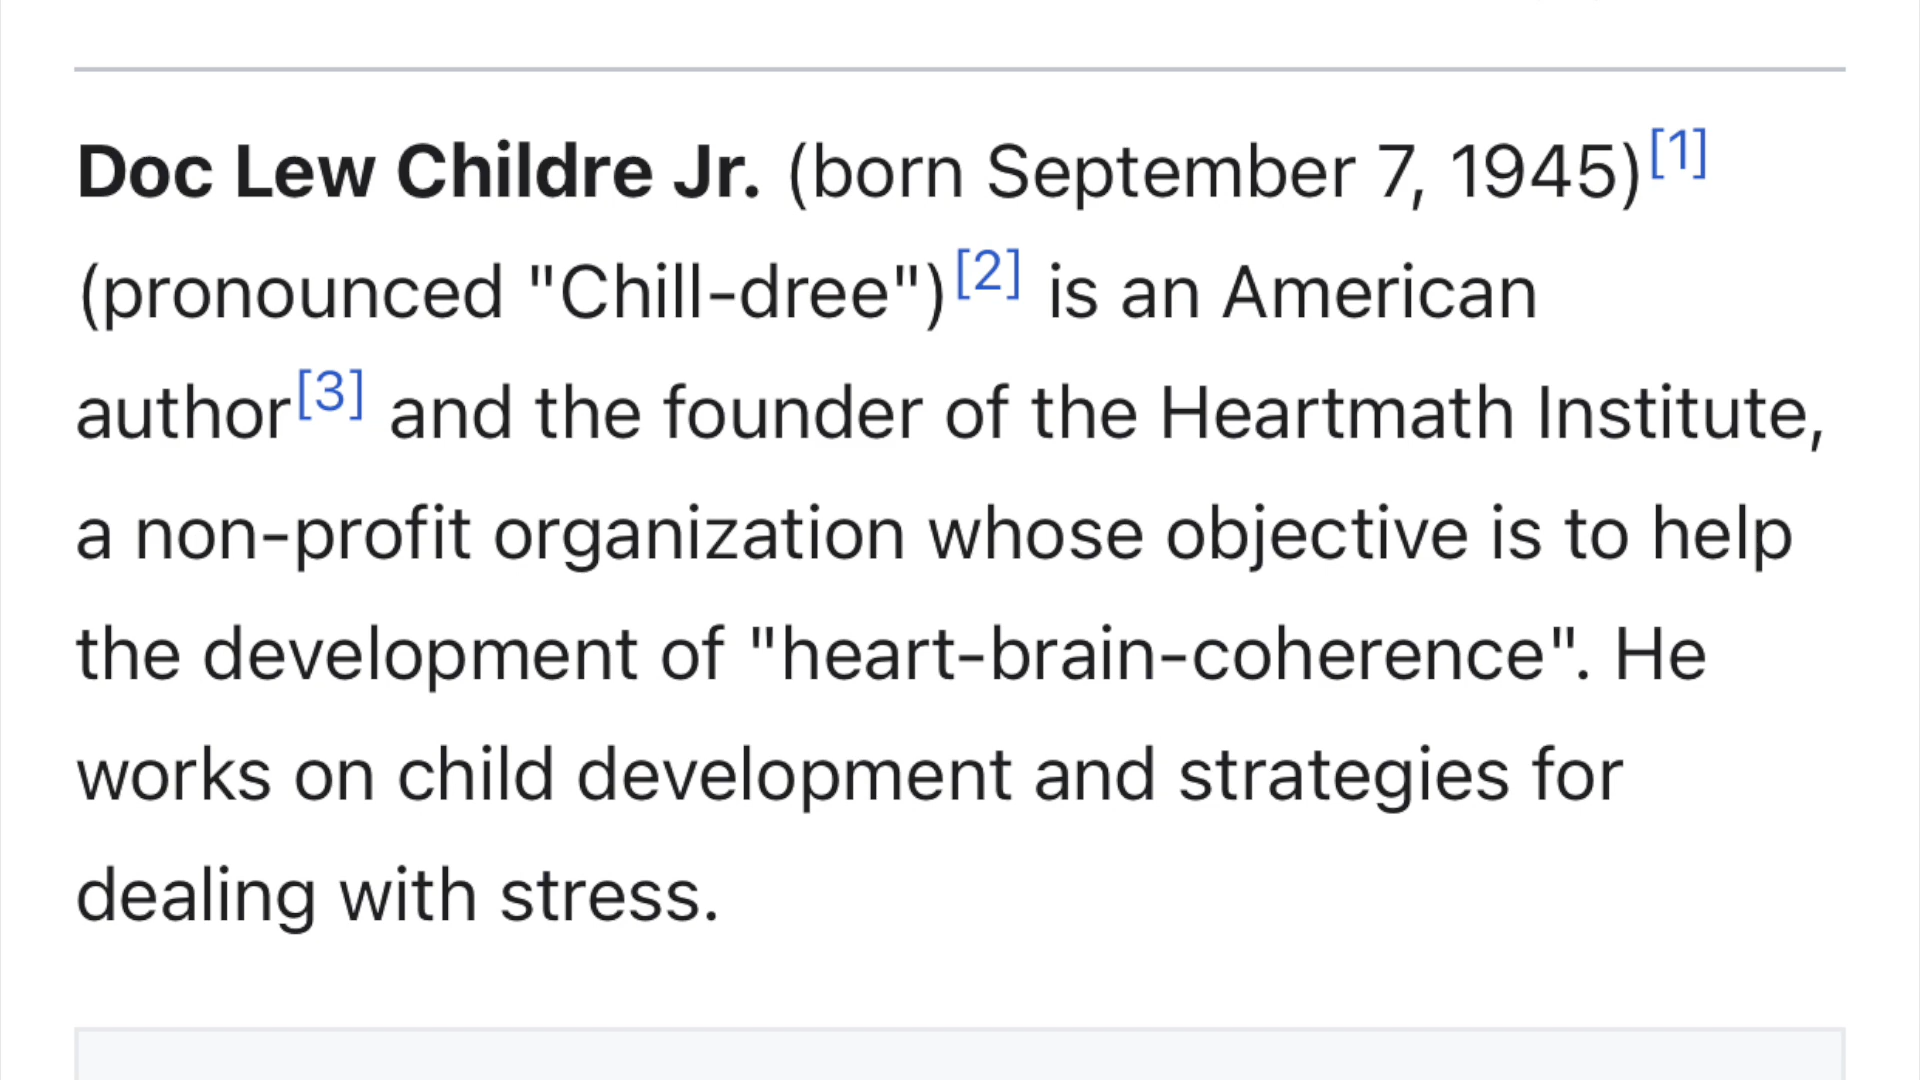 Doc Lew Childre Jr. (born September 7, 1945)[1]
(pronounced "Chill-dree")[2] is an American
author[3] and the founder of the Heartmath Institute,
a non-profit organization whose objective is to help
the development of "heart-brain-coherence". He
works on child development and strategies for
dealing with stress.